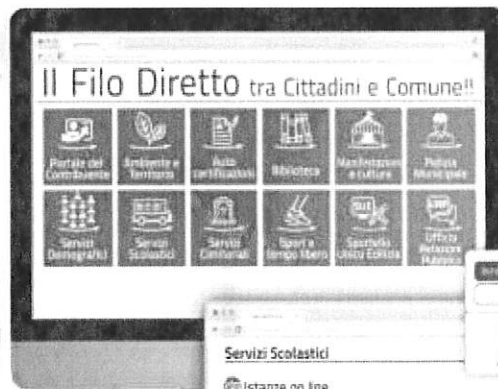 Il Filo Diretto tra Cittadini e Comune!!
Portale del
Contribuente
Ambiente e
Territorio
Auto
certificazioni
Biblioteca
Manifestazioni
e cultura
Polizia
Municipale
Servizi
Demografici
Servizi
Scolastici
Servizi
Cimiteriali
Sport e
tempo libero
SUE
Sportello
Unico Edilizia
URP
Ufficio
Relazioni
Pubblico
Servizi Scolastici
Istanze on line